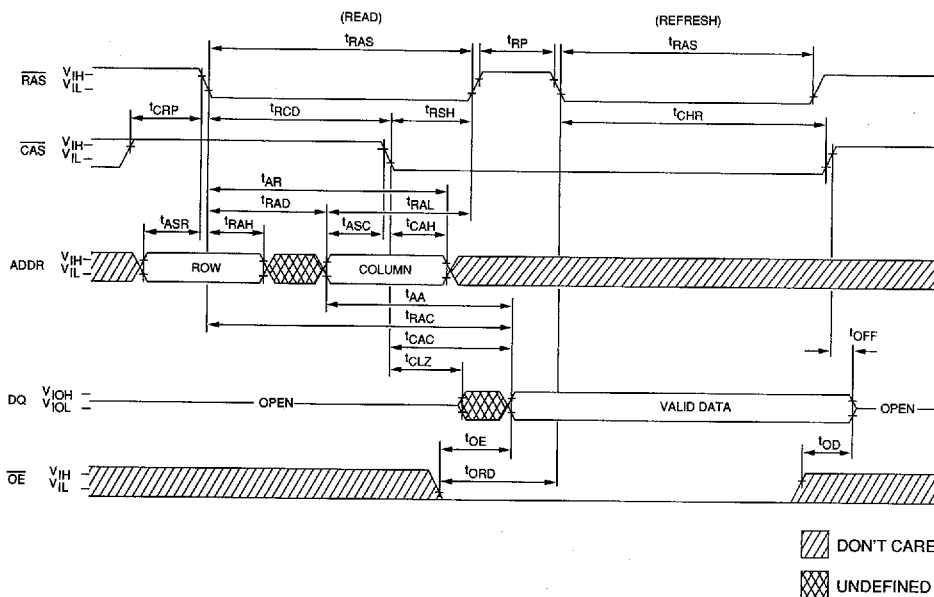 (READ) (REFRESH)
tRAS tRP tRAS
RAS VIH
VIL
tCRP tRCD tRSH tCHR
CAS VIH
VIL
tAR
tRAD tRAL
tASR tRAH tASC tCAH
ADDR VIH
VIL
ROW COLUMN
tAA
tRAC
tCAC tOFF
tCLZ
DQ VIOH
VIOL
OPEN VALID DATA OPEN
tOE tOD
OE VIH
VIL
tORD
DON'T CARE
UNDEFINED